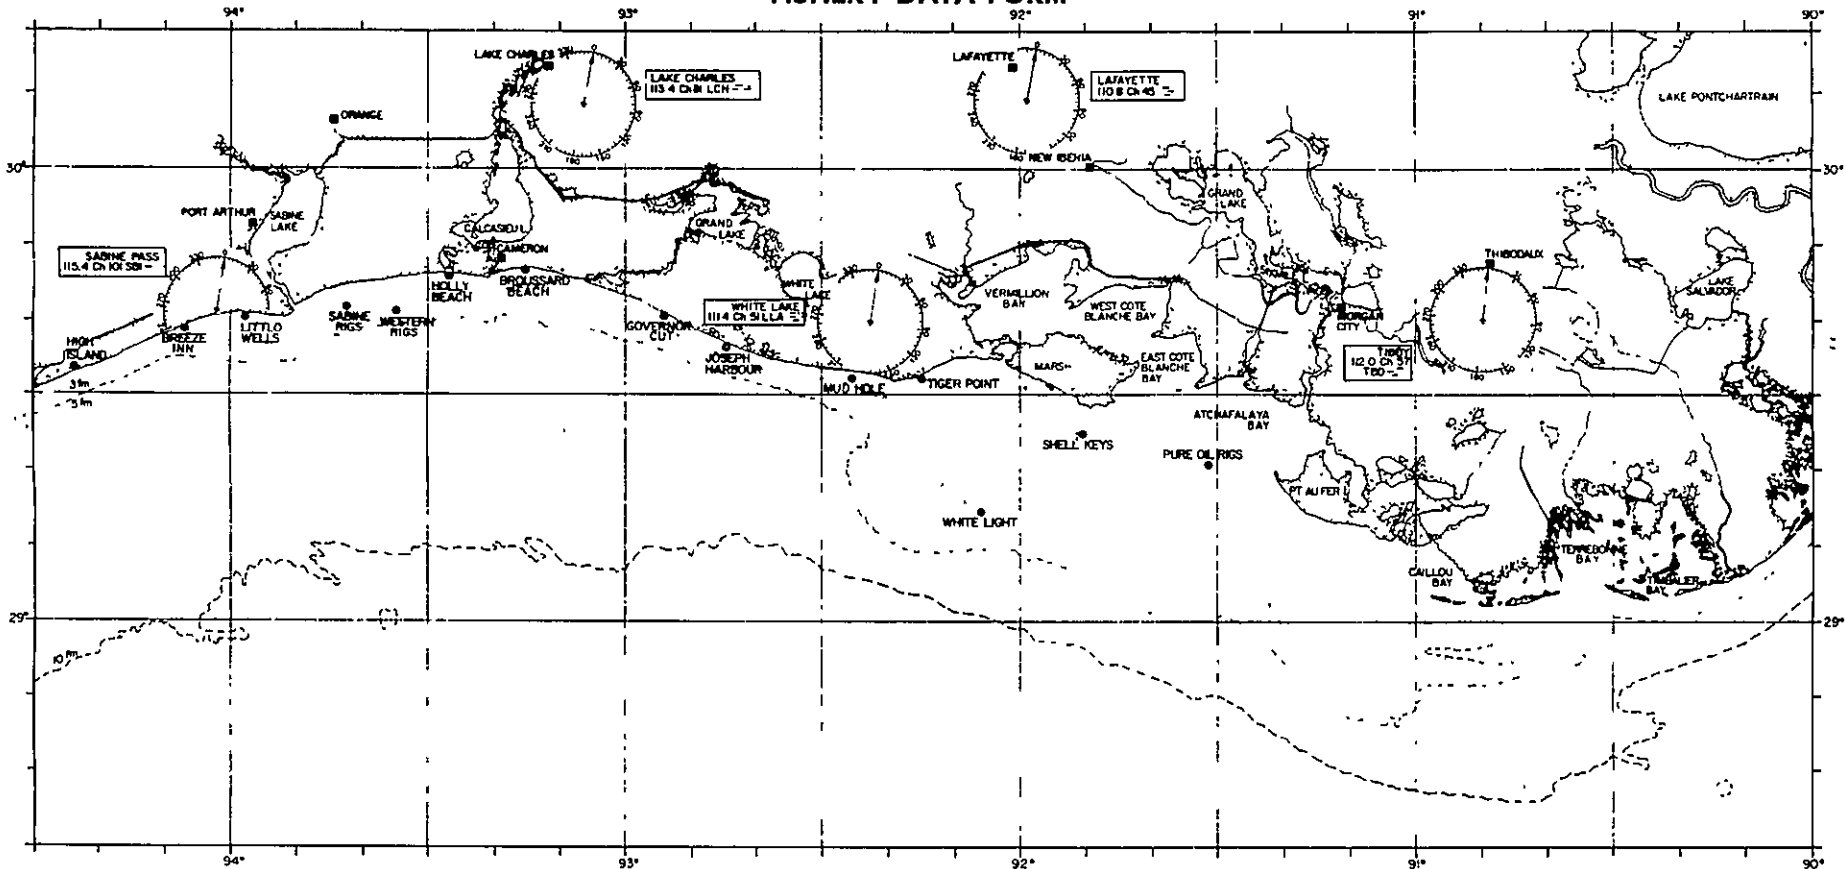 FISHERY DATA FORM
94°
93°
92°
91°
90°
LAKE CHARLES
LAKE CHARLES
113.4 Ch 81 LCH
LAFAYETTE
LAFAYETTE
110.8 Ch 45
LAKE PONTCHARTRAIN
ORANGE
30°
30°
NEW IBERIA
PORT ARTHUR
SABINE
LAKE
CALCASIEU L.
CAMERON
GRAND
LAKE
GRAND
LAKE
SABINE PASS
115.4 Ch 101 SBI
THIBODAUX
HOLLY
BEACH
BROUSSARD
BEACH
WHITE
LAKE
VERMILLION
BAY
WEST COTE
BLANCHE BAY
LAKE
SALVADOR
WHITE LAKE
111.4 Ch 51 LLA
MORGAN
CITY
HIGH
ISLAND
BREEZE
INN
LITTLO
WELLS
SABINE
RIGS
WESTERN
RIGS
GOVERNOR
CUT
JOSEPH
HARBOUR
MARSH
EAST COTE
BLANCHE
BAY
112.0 Ch 57
TBD
3 fm
5 fm
MUD HOLE
TIGER POINT
ATCHAFALAYA
BAY
SHELL KEYS
PURE OIL RIGS
PT AU FER
WHITE LIGHT
TERREBONNE
BAY
CAILLOU
BAY
TIMBALIER
BAY
29°
29°
10 fm
94°
93°
92°
91°
90°